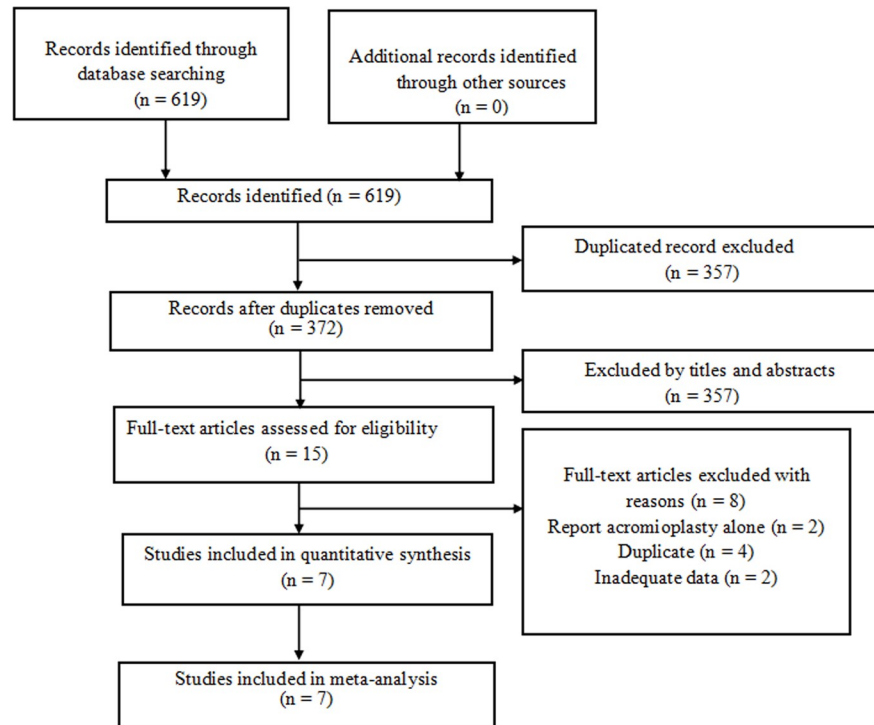 Records identified through
database searching
(n = 619)
Additional records identified
through other sources
(n = 0)
Records identified (n = 619)
Duplicated record excluded
(n = 357)
Records after duplicates removed
(n = 372)
Excluded by titles and abstracts
(n = 357)
Full-text articles assessed for eligibility
(n = 15)
Full-text articles excluded with
reasons (n = 8)
Report acromioplasty alone (n = 2)
Duplicate (n = 4)
Inadequate data (n = 2)
Studies included in quantitative synthesis
(n = 7)
Studies included in meta-analysis
(n = 7)